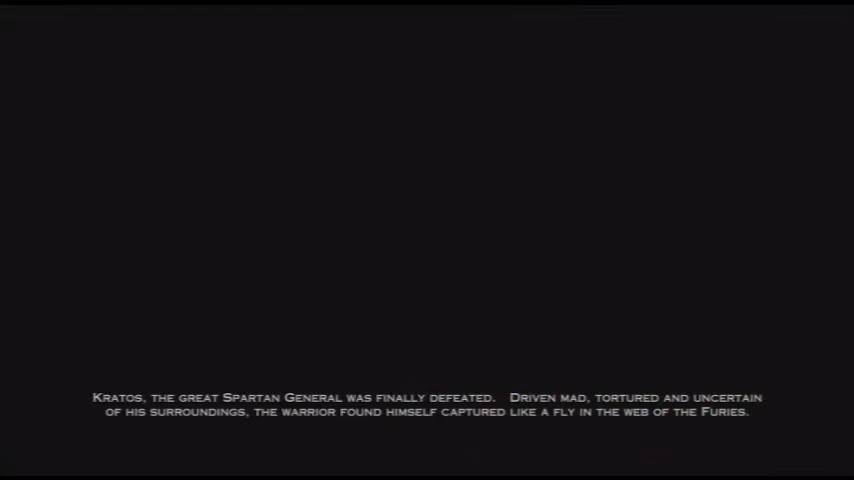 Kratos, the great Spartan General was finally defeated. Driven mad, tortured and uncertain
of his surroundings, the warrior found himself captured like a fly in the web of the Furies.